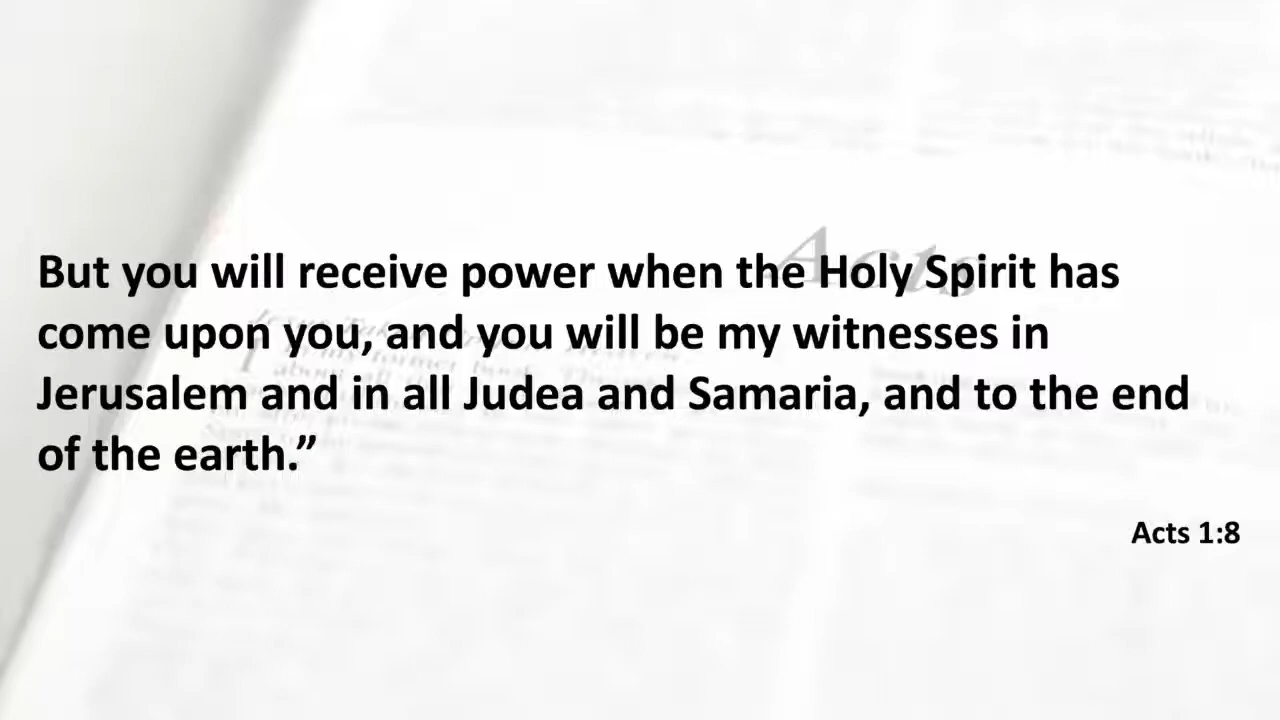 Acts
But you will receive power when the Holy Spirit has
come upon you, and you will be my witnesses in
Jerusalem and in all Judea and Samaria, and to the end
of the earth.”
Acts 1:8